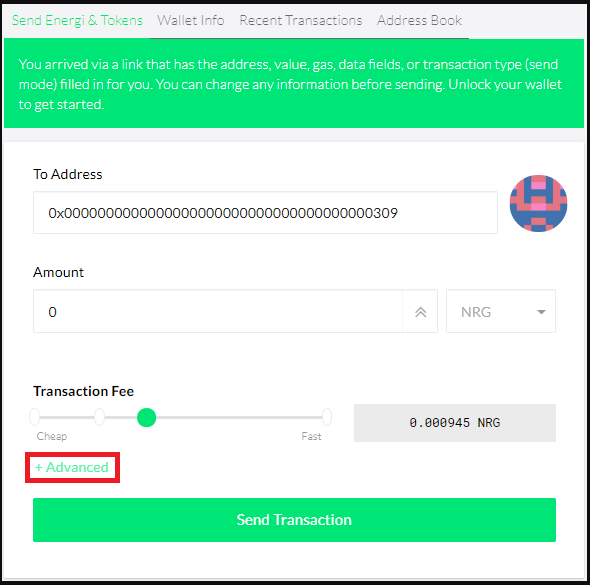 Send Energi & Tokens Wallet Info Recent Transactions Address Book
You arrived via a link that has the address, value, gas, data fields, or transaction type (send
mode) filled in for you. You can change any information before sending. Unlock your wallet
to get started.
To Address
0x0000000000000000000000000000000000000309
Amount
0 NRG
Transaction Fee
0.000945 NRG
Cheap Fast
+ Advanced
Send Transaction